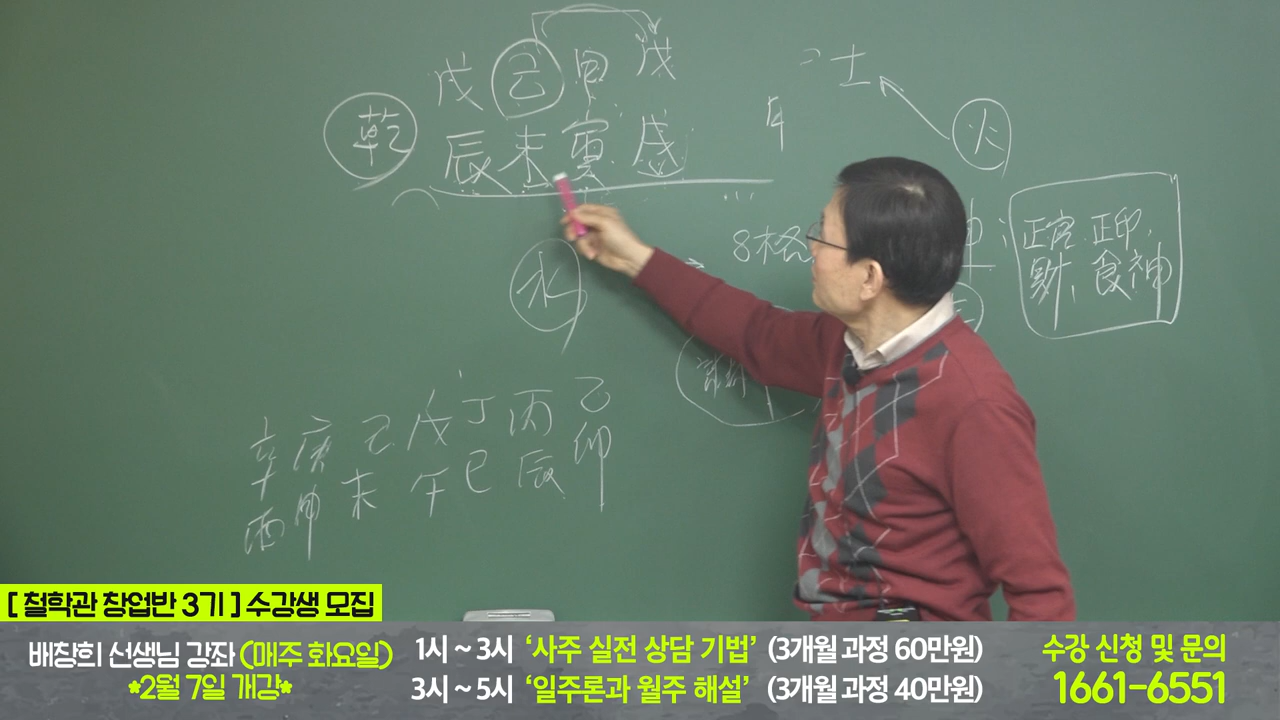 戊 己 甲 戊
乾 辰 未 寅
二 土
火
8格
正官 正印,
財, 食神
水
辛 庚 己 戊 丁 丙 乙
酉 申 未 午 巳 辰 卯
[ 철학관 창업반 3기 ] 수강생 모집
배창희 선생님 강좌 (매주 화요일)
*2월 7일 개강*
1시 ~ 3시 ‘사주 실전 상담 기법’ (3개월 과정 60만원)
3시 ~ 5시 ‘일주론과 월주 해설’ (3개월 과정 40만원)
수강 신청 및 문의
1661-6551